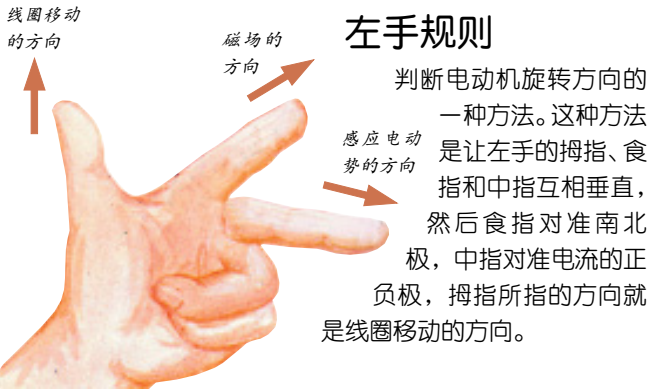 线圈移动
的方向
磁场的
方向
感应电动
势的方向
左手规则
判断电动机旋转方向的
一种方法。这种方法
是让左手的拇指、食
指和中指互相垂直，
然后食指对准南北
极，中指对准电流的正
负极，拇指所指的方向就
是线圈移动的方向。